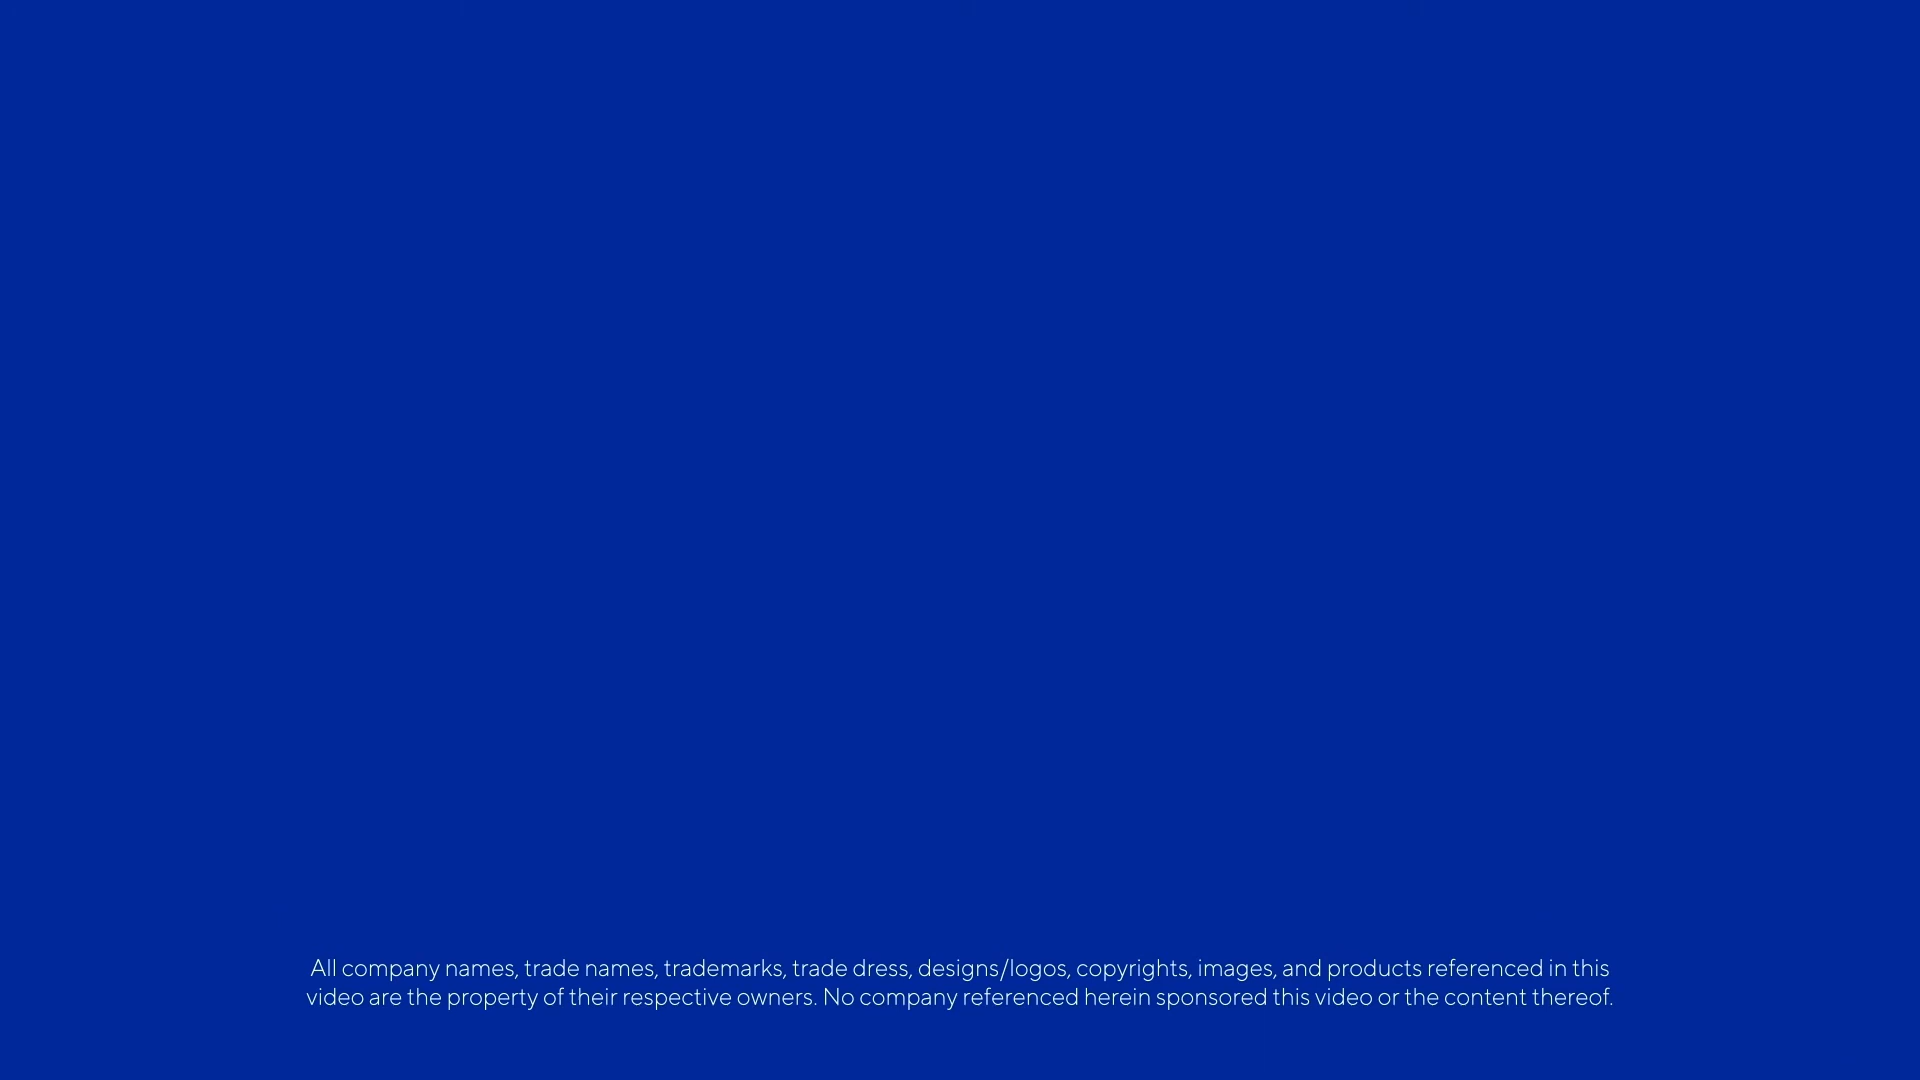 All company names, trade names, trademarks, trade dress, designs/logos, copyrights, images, and products referenced in this
video are the property of their respective owners. No company referenced herein sponsored this video or the content thereof.